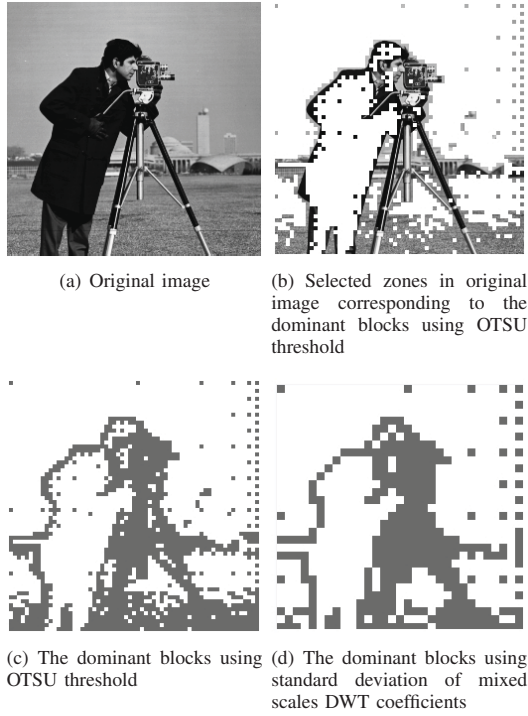 (a) Original image
(b) Selected zones in original
image corresponding to the
dominant blocks using OTSU
threshold
(c) The dominant blocks using
OTSU threshold
(d) The dominant blocks using
standard deviation of mixed
scales DWT coefficients